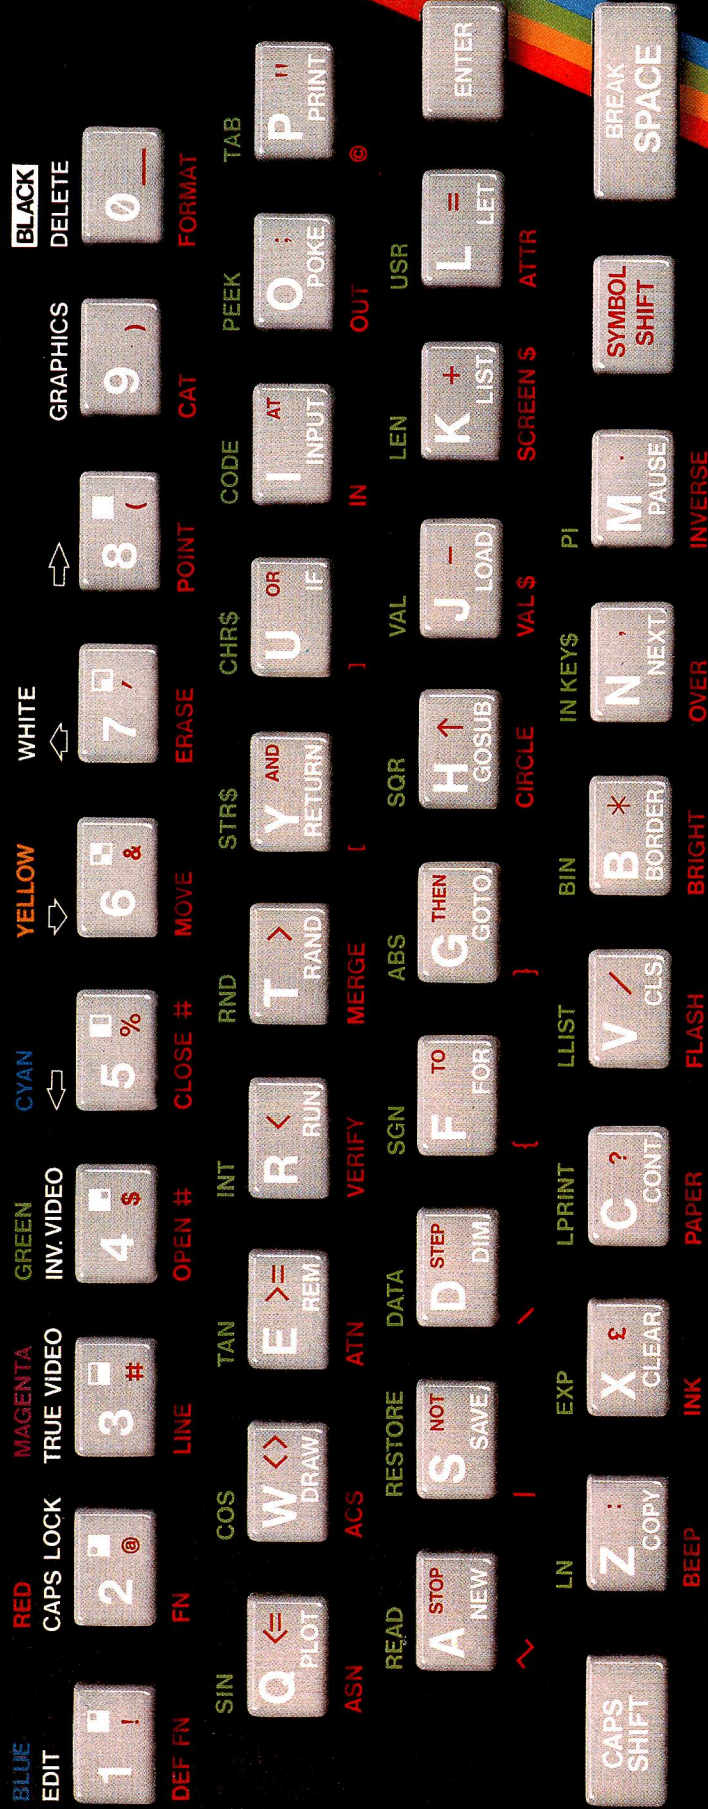 BLUE RED MAGENTA GREEN CYAN YELLOW WHITE BLACK
EDIT CAPS LOCK TRUE VIDEO INV. VIDEO ⇦ ⇩ ⇧ ⇨ GRAPHICS DELETE
1 ! 2 @ 3 # 4 $ 5 % 6 & 7 ' 8 ( 9 ) 0 _
DEF FN FN LINE OPEN # CLOSE # MOVE ERASE POINT CAT FORMAT
SIN COS TAN INT RND STR$ CHR$ CODE PEEK TAB
Q <= W <> E >= R < T > Y AND U OR I AT O ; P "
PLOT DRAW REM RUN RAND RETURN IF INPUT POKE PRINT
ASN ACS ATN VERIFY MERGE [ ] IN OUT ©
READ RESTORE DATA SGN ABS SQR VAL LEN USR
A STOP S NOT D STEP F TO G THEN H ↑ J − K + L = ENTER
NEW SAVE DIM FOR GOTO GOSUB LOAD LIST LET
~ | \ { } CIRCLE VAL$ SCREEN $ ATTR
LN EXP LPRINT LLIST BIN IN KEY$ PI
CAPS Z : X £ C ? V / B * N , M . SYMBOL BREAK
SHIFT COPY CLEAR CONT CLS BORDER NEXT PAUSE SHIFT SPACE
BEEP INK PAPER FLASH BRIGHT OVER INVERSE